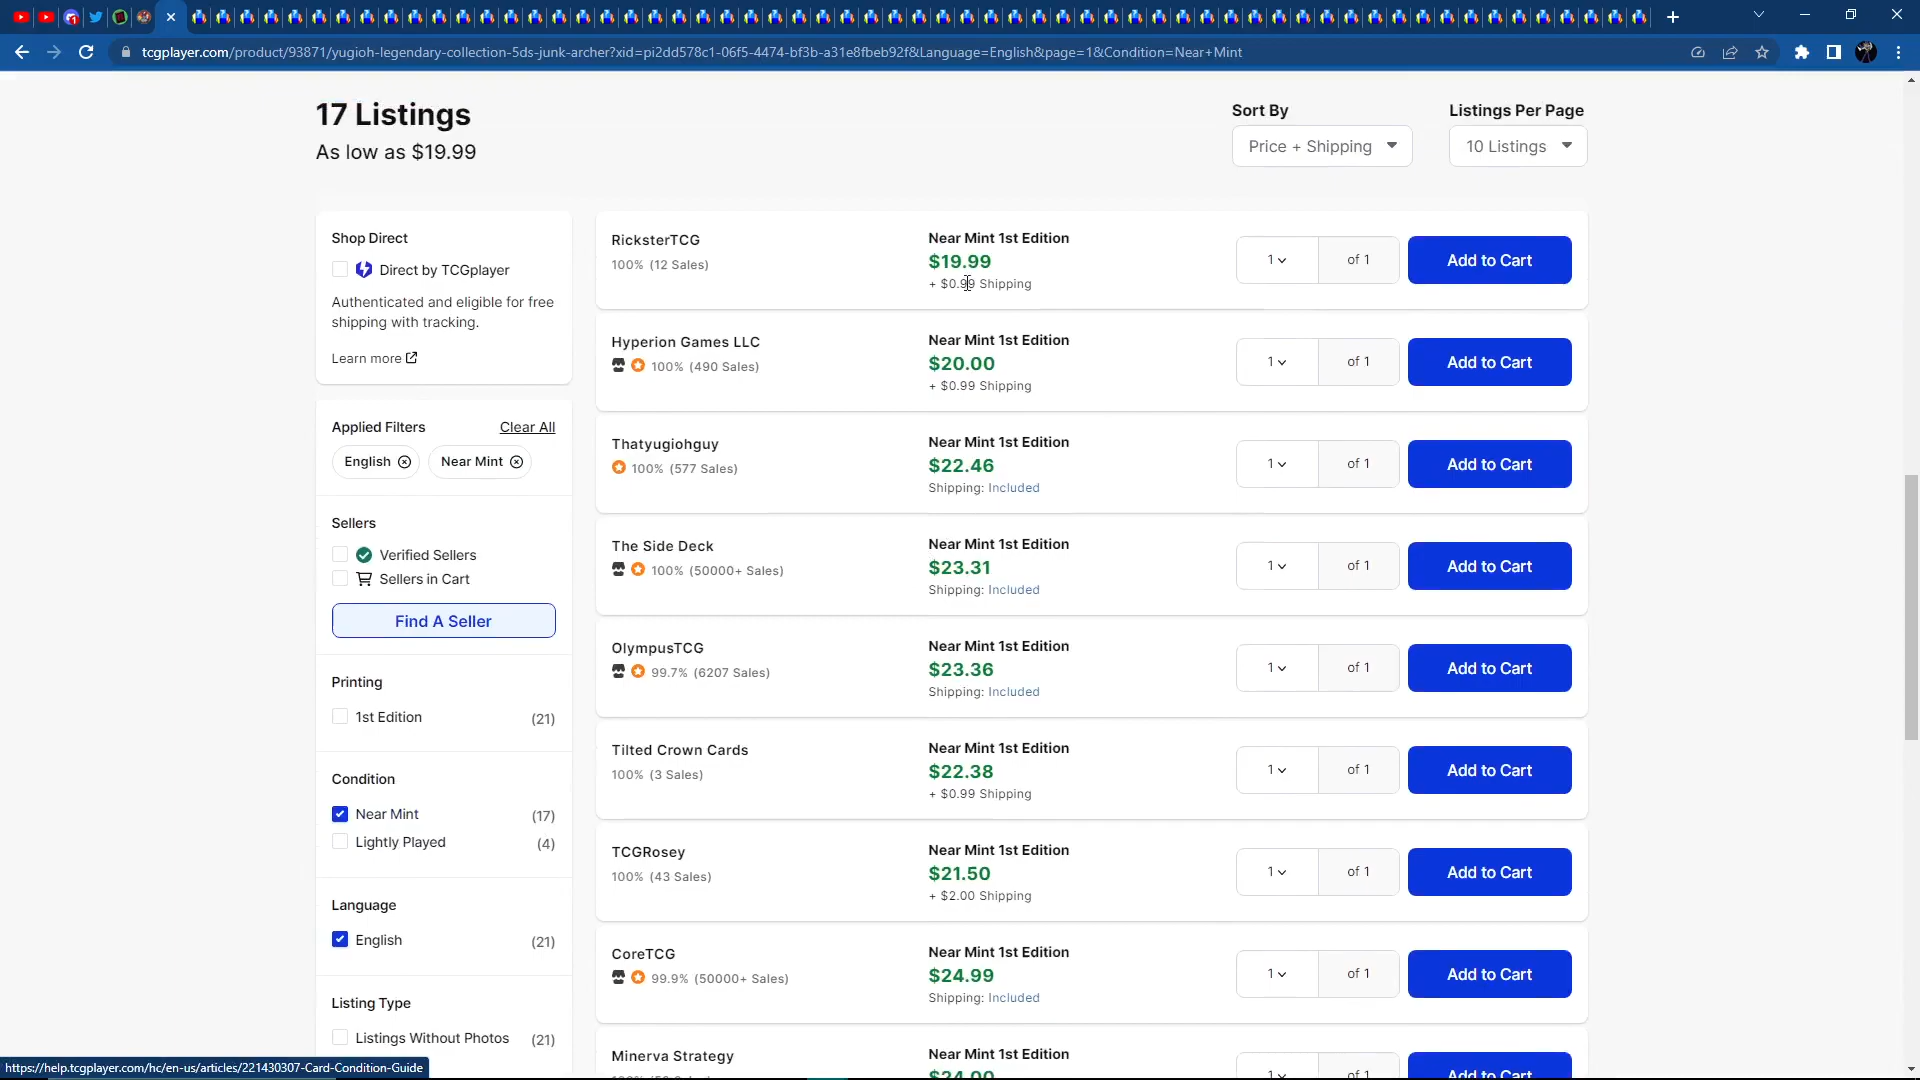 tcgplayer.com/product/93871/yugioh-legendary-collection-5ds-junk-archer?xid=pi2dd578c1-06f5-4474-bf3b-a31e8fbeb92f&Language=English&page=1&Condition=Near+Mint
17 Listings
As low as $19.99
Sort By
Price + Shipping
Listings Per Page
10 Listings
Shop Direct
Direct by TCGplayer
Authenticated and eligible for free
shipping with tracking.
Learn more
Applied Filters
Clear All
English
Near Mint
Sellers
Verified Sellers
Sellers in Cart
Find A Seller
Printing
1st Edition (21)
Condition
Near Mint (17)
Lightly Played (4)
Language
English (21)
Listing Type
Listings Without Photos (21)
RicksterTCG
100% (12 Sales)
Near Mint 1st Edition
$19.99
+ $0.99 Shipping
1 of 1
Add to Cart
Hyperion Games LLC
100% (490 Sales)
Near Mint 1st Edition
$20.00
+ $0.99 Shipping
1 of 1
Add to Cart
Thatyugiohguy
100% (577 Sales)
Near Mint 1st Edition
$22.46
Shipping: Included
1 of 1
Add to Cart
The Side Deck
100% (50000+ Sales)
Near Mint 1st Edition
$23.31
Shipping: Included
1 of 1
Add to Cart
OlympusTCG
99.7% (6207 Sales)
Near Mint 1st Edition
$23.36
Shipping: Included
1 of 1
Add to Cart
Tilted Crown Cards
100% (3 Sales)
Near Mint 1st Edition
$22.38
+ $0.99 Shipping
1 of 1
Add to Cart
TCGRosey
100% (43 Sales)
Near Mint 1st Edition
$21.50
+ $2.00 Shipping
1 of 1
Add to Cart
CoreTCG
99.9% (50000+ Sales)
Near Mint 1st Edition
$24.99
Shipping: Included
1 of 1
Add to Cart
Minerva Strategy
Near Mint 1st Edition
$24.00
1 of 1
Add to Cart
https://help.tcgplayer.com/hc/en-us/articles/221430307-Card-Condition-Guide